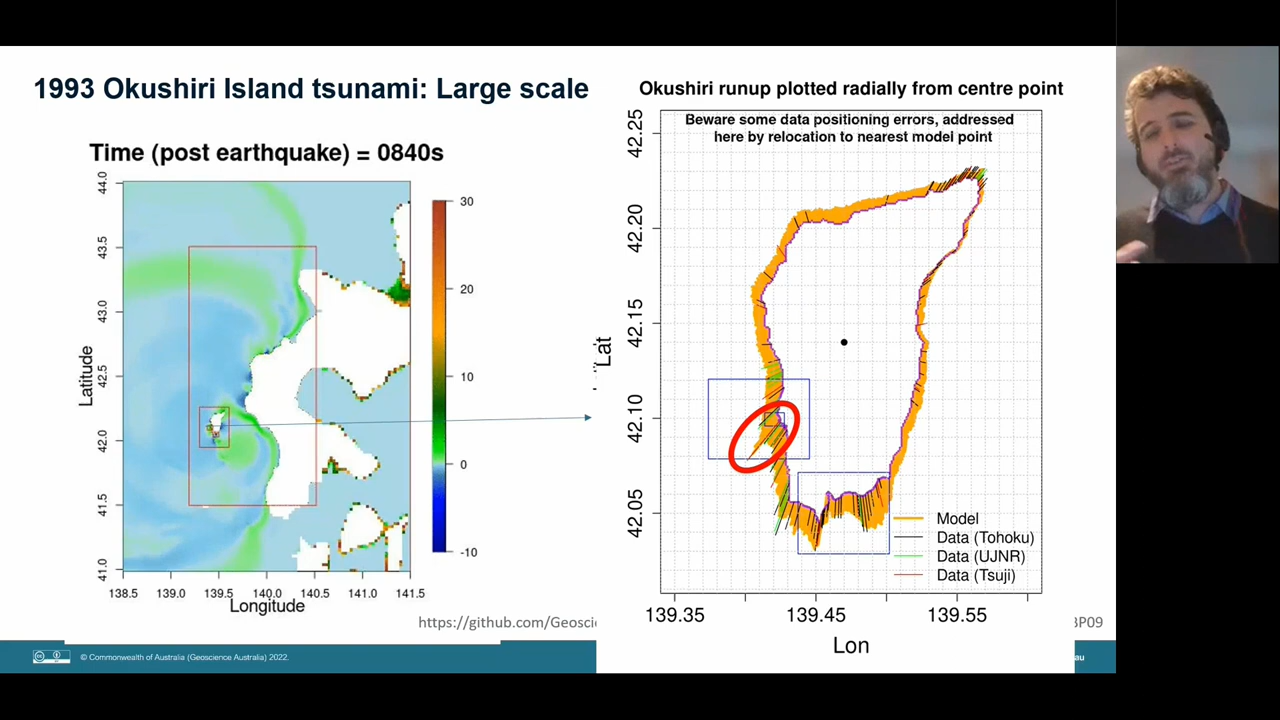 1993 Okushiri Island tsunami: Large scale
Time (post earthquake) = 0840s
44.0
43.5
43.0
42.5
42.0
41.5
41.0
Latitude
138.5 139.0 139.5 140.0 140.5 141.0 141.5
Longitude
30
20
10
0
-10
Okushiri runup plotted radially from centre point
Beware some data positioning errors, addressed
here by relocation to nearest model point
42.25
42.20
42.15
42.10
42.05
Lat
Model
Data (Tohoku)
Data (UJNR)
Data (Tsuji)
139.35 139.45 139.55
Lon
https://github.com/Geosci
BP09
© Commonwealth of Australia (Geoscience Australia) 2022.
au